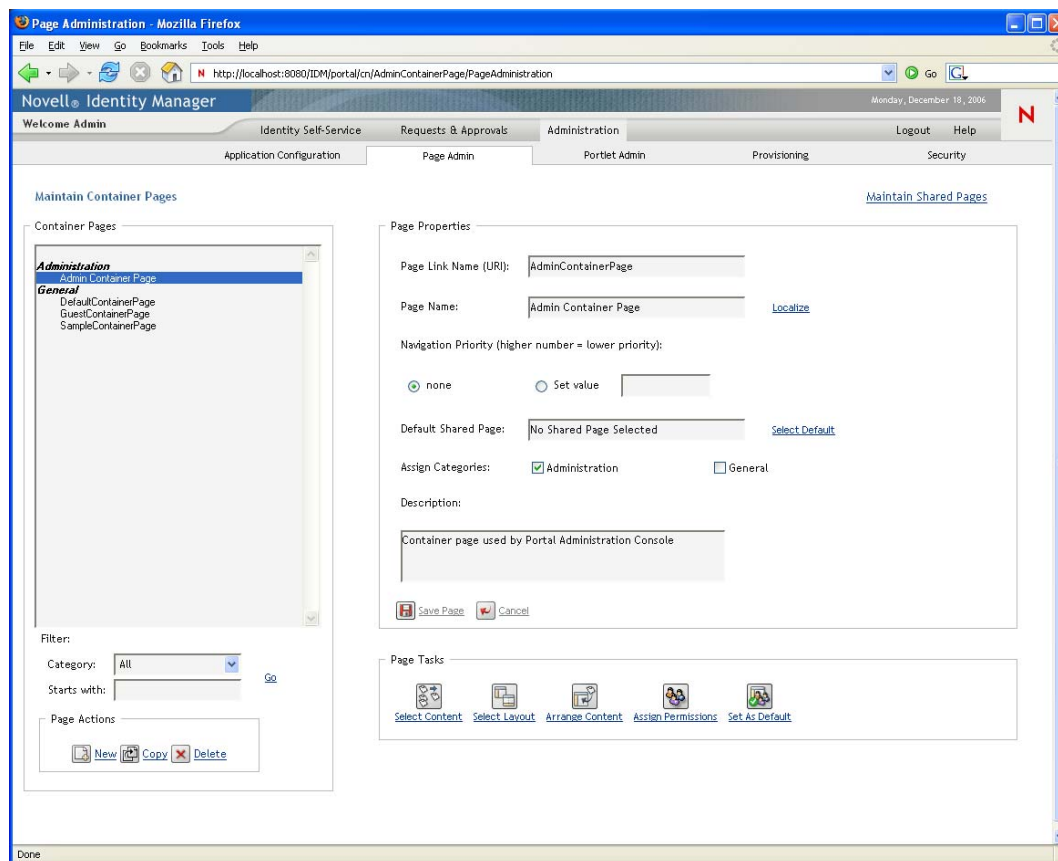 Page Administration - Mozilla Firefox
File Edit View Go Bookmarks Tools Help
N http://localhost:8080/IDM/portal/cn/AdminContainerPage/PageAdministration Go G
Novell® Identity Manager Monday, December 18, 2006
N
Welcome Admin Identity Self-Service Requests & Approvals Administration Logout Help
Application Configuration Page Admin Portlet Admin Provisioning Security
Maintain Container Pages Maintain Shared Pages
Container Pages
Administration
Admin Container Page
General
DefaultContainerPage
GuestContainerPage
SampleContainerPage
Filter:
Category: All
Starts with:
Go
Page Actions
New Copy Delete
Page Properties
Page Link Name (URI): AdminContainerPage
Page Name: Admin Container Page Localize
Navigation Priority (higher number = lower priority):
none Set value
Default Shared Page: No Shared Page Selected Select Default
Assign Categories: Administration General
Description:
Container page used by Portal Administration Console
Save Page Cancel
Page Tasks
Select Content Select Layout Arrange Content Assign Permissions Set As Default
Done